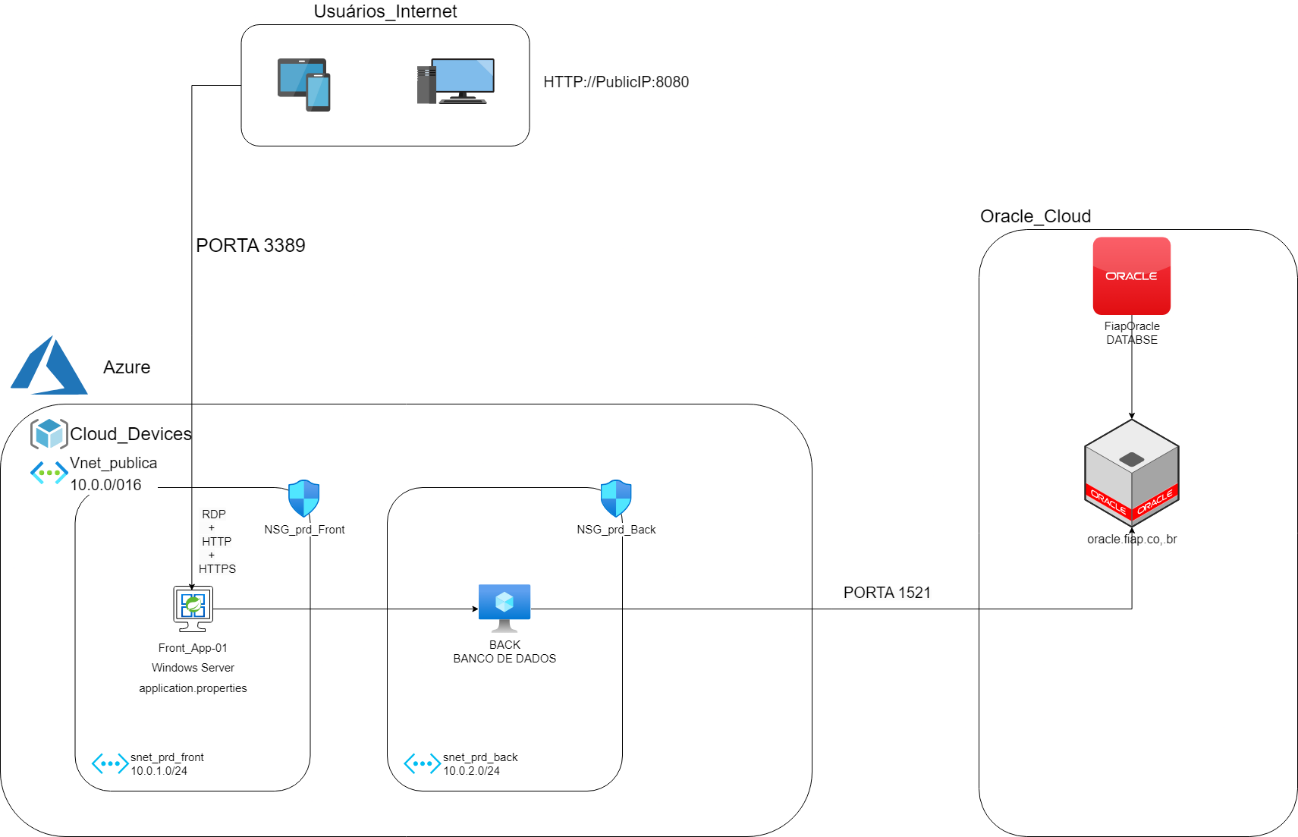 Usuários_Internet
HTTP://PublicIP:8080
PORTA 3389
Oracle_Cloud
ORACLE
FiapOracle
DATABSE
Azure
Cloud_Devices
Vnet_publica
10.0.0/016
RDP
+
HTTP
+
HTTPS
NSG_prd_Front
NSG_prd_Back
ORACLE
ORACLE
oracle.fiap.co,.br
PORTA 1521
Front_App-01
Windows Server
application.properties
BACK
BANCO DE DADOS
snet_prd_front
10.0.1.0/24
snet_prd_back
10.0.2.0/24